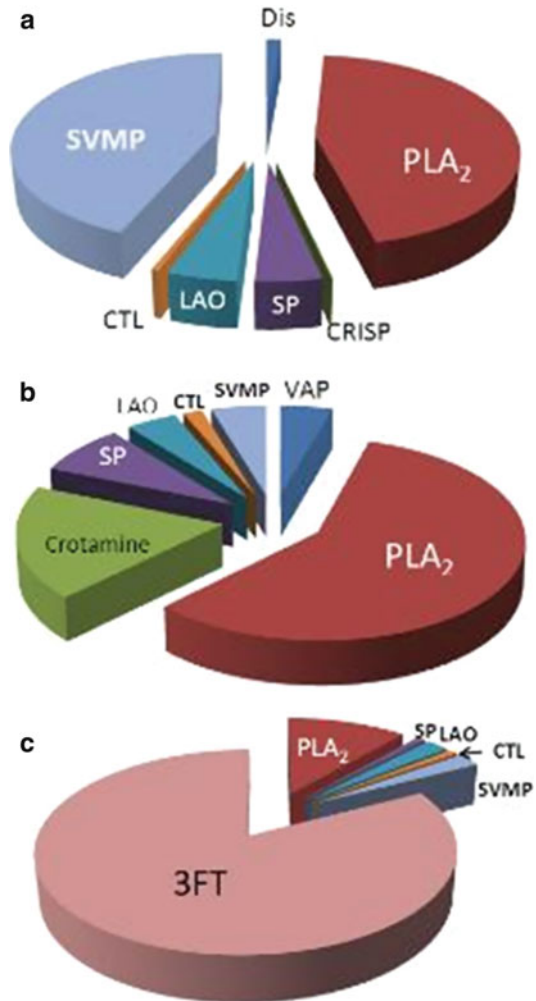 a
Dis
SVMP
PLA₂
CTL
LAO
SP
CRISP
b
LAO
CTL
SVMP
VAP
SP
Crotamine
PLA₂
c
PLA₂
SP
LAO
CTL
SVMP
3FT